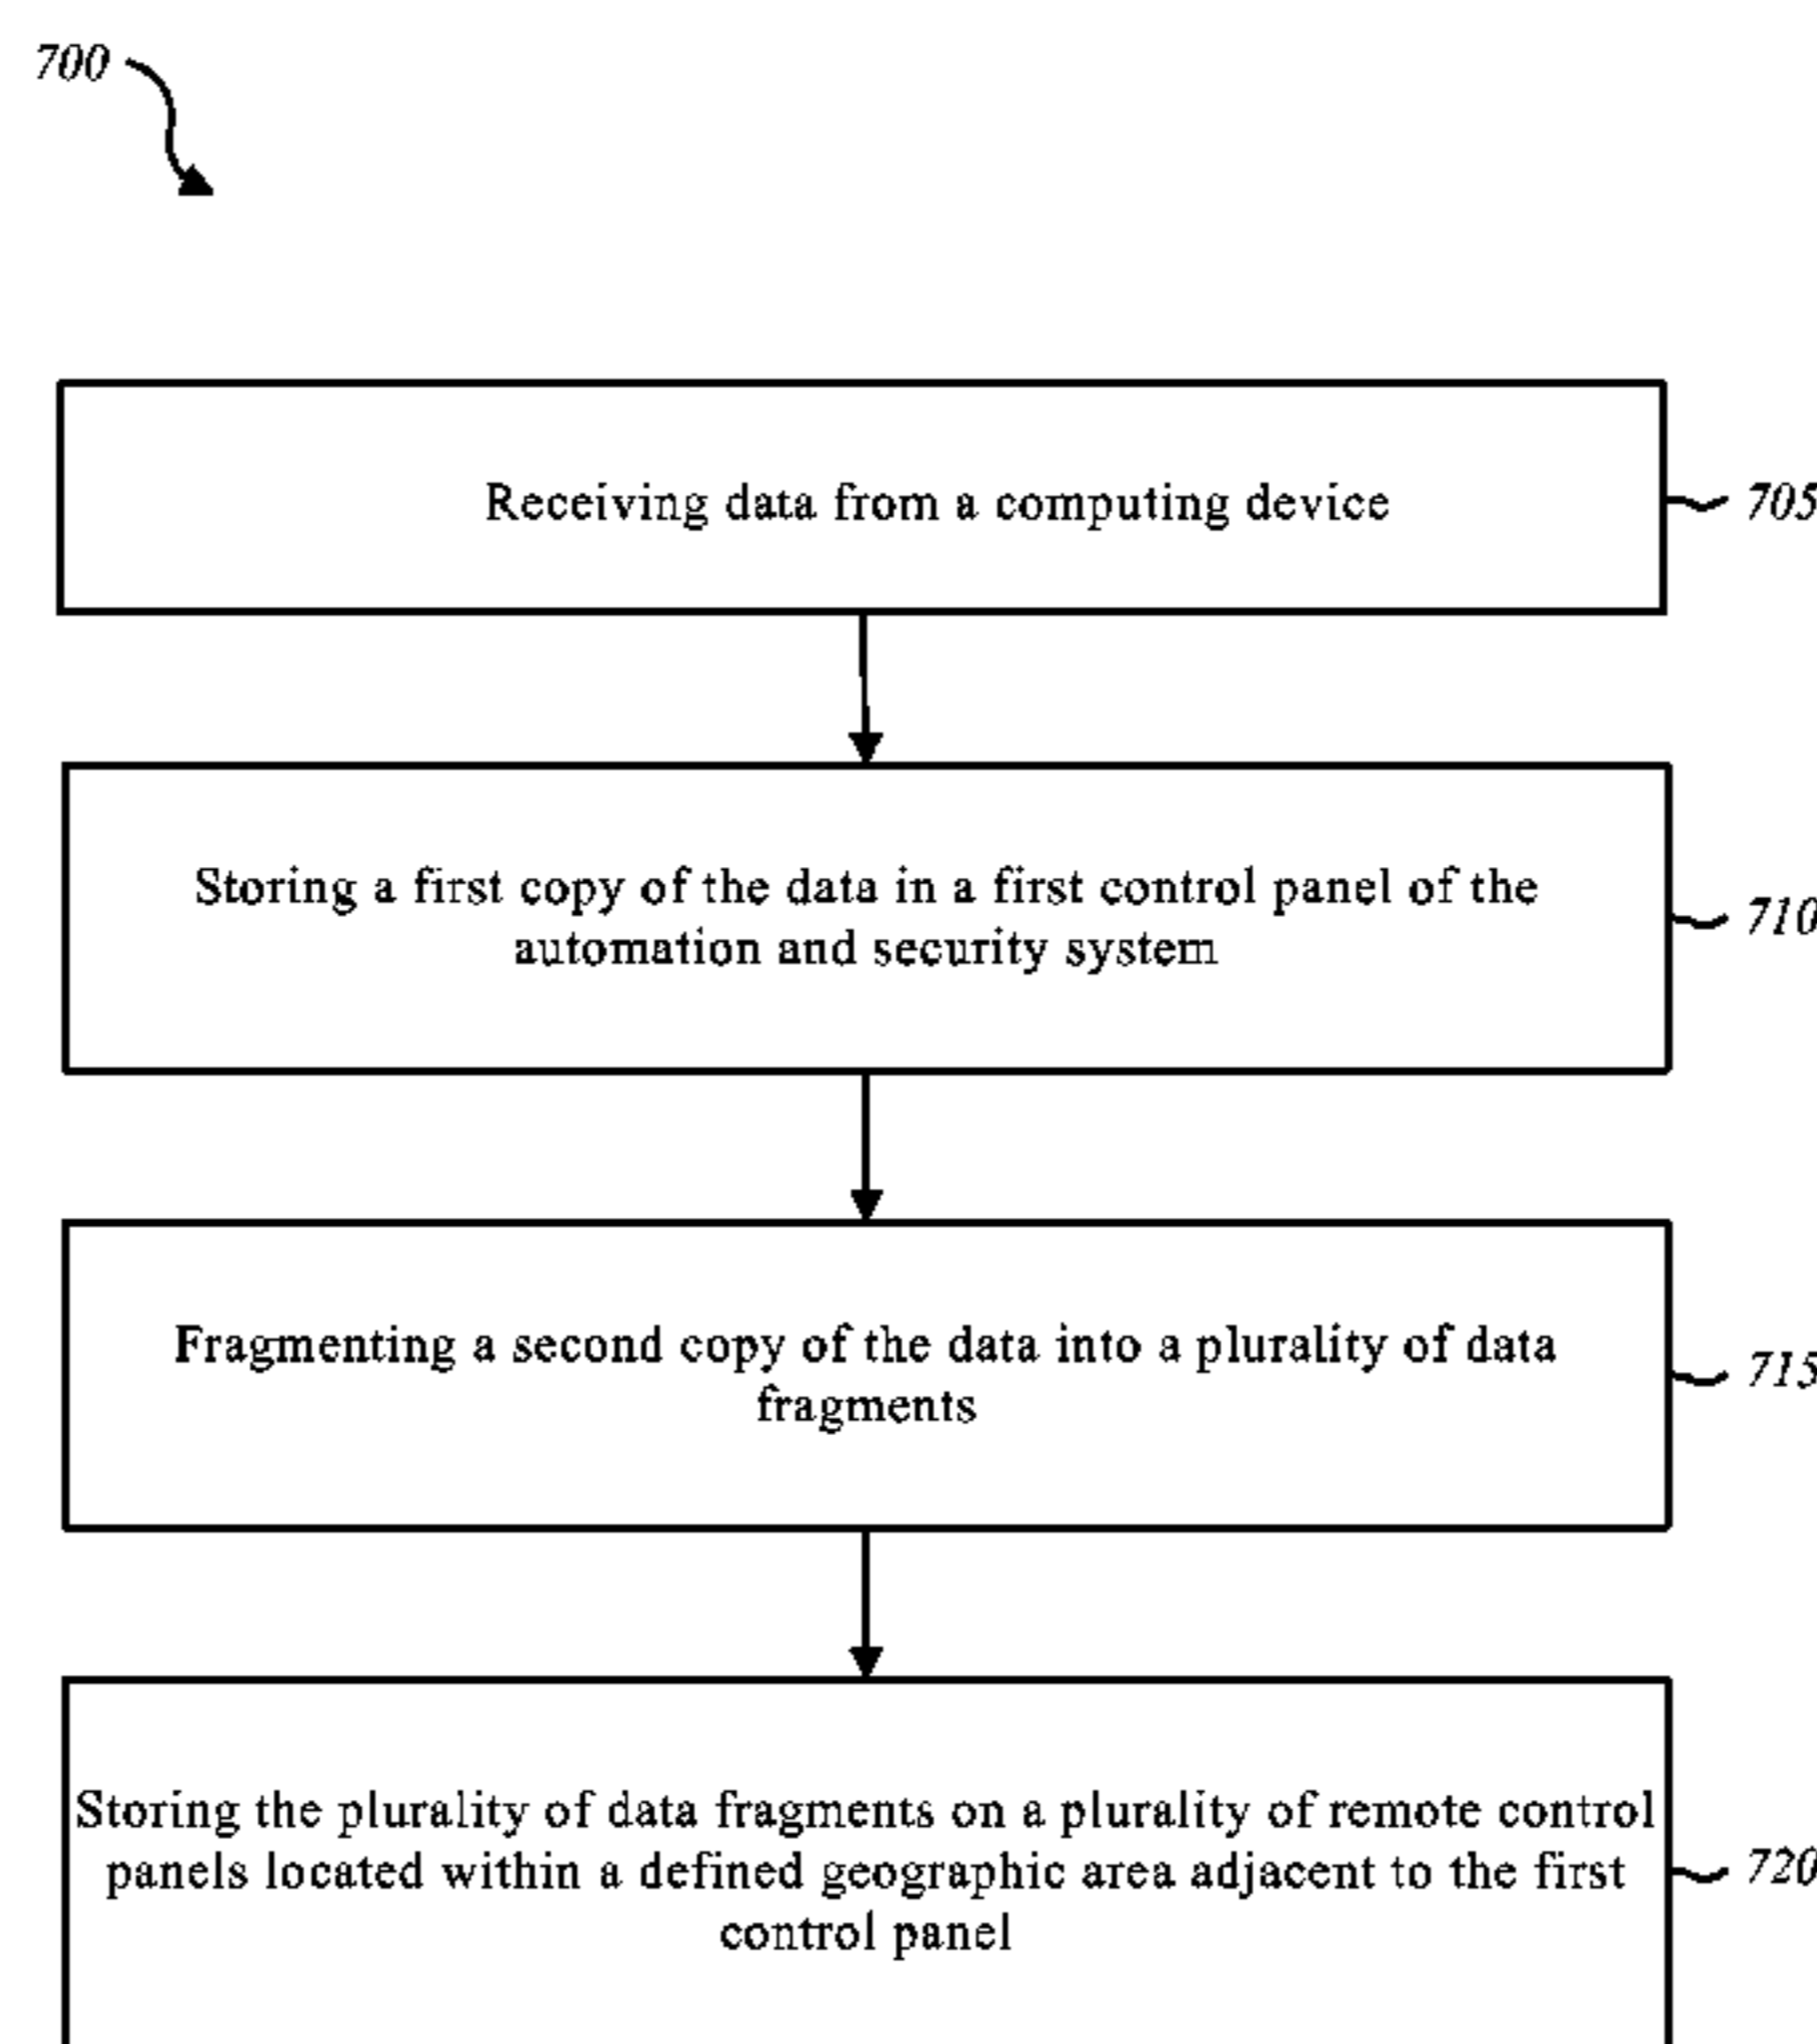 700
Receiving data from a computing device
705
Storing a first copy of the data in a first control panel of the
automation and security system
710
Fragmenting a second copy of the data into a plurality of data
fragments
715
Storing the plurality of data fragments on a plurality of remote control
panels located within a defined geographic area adjacent to the first
control panel
720